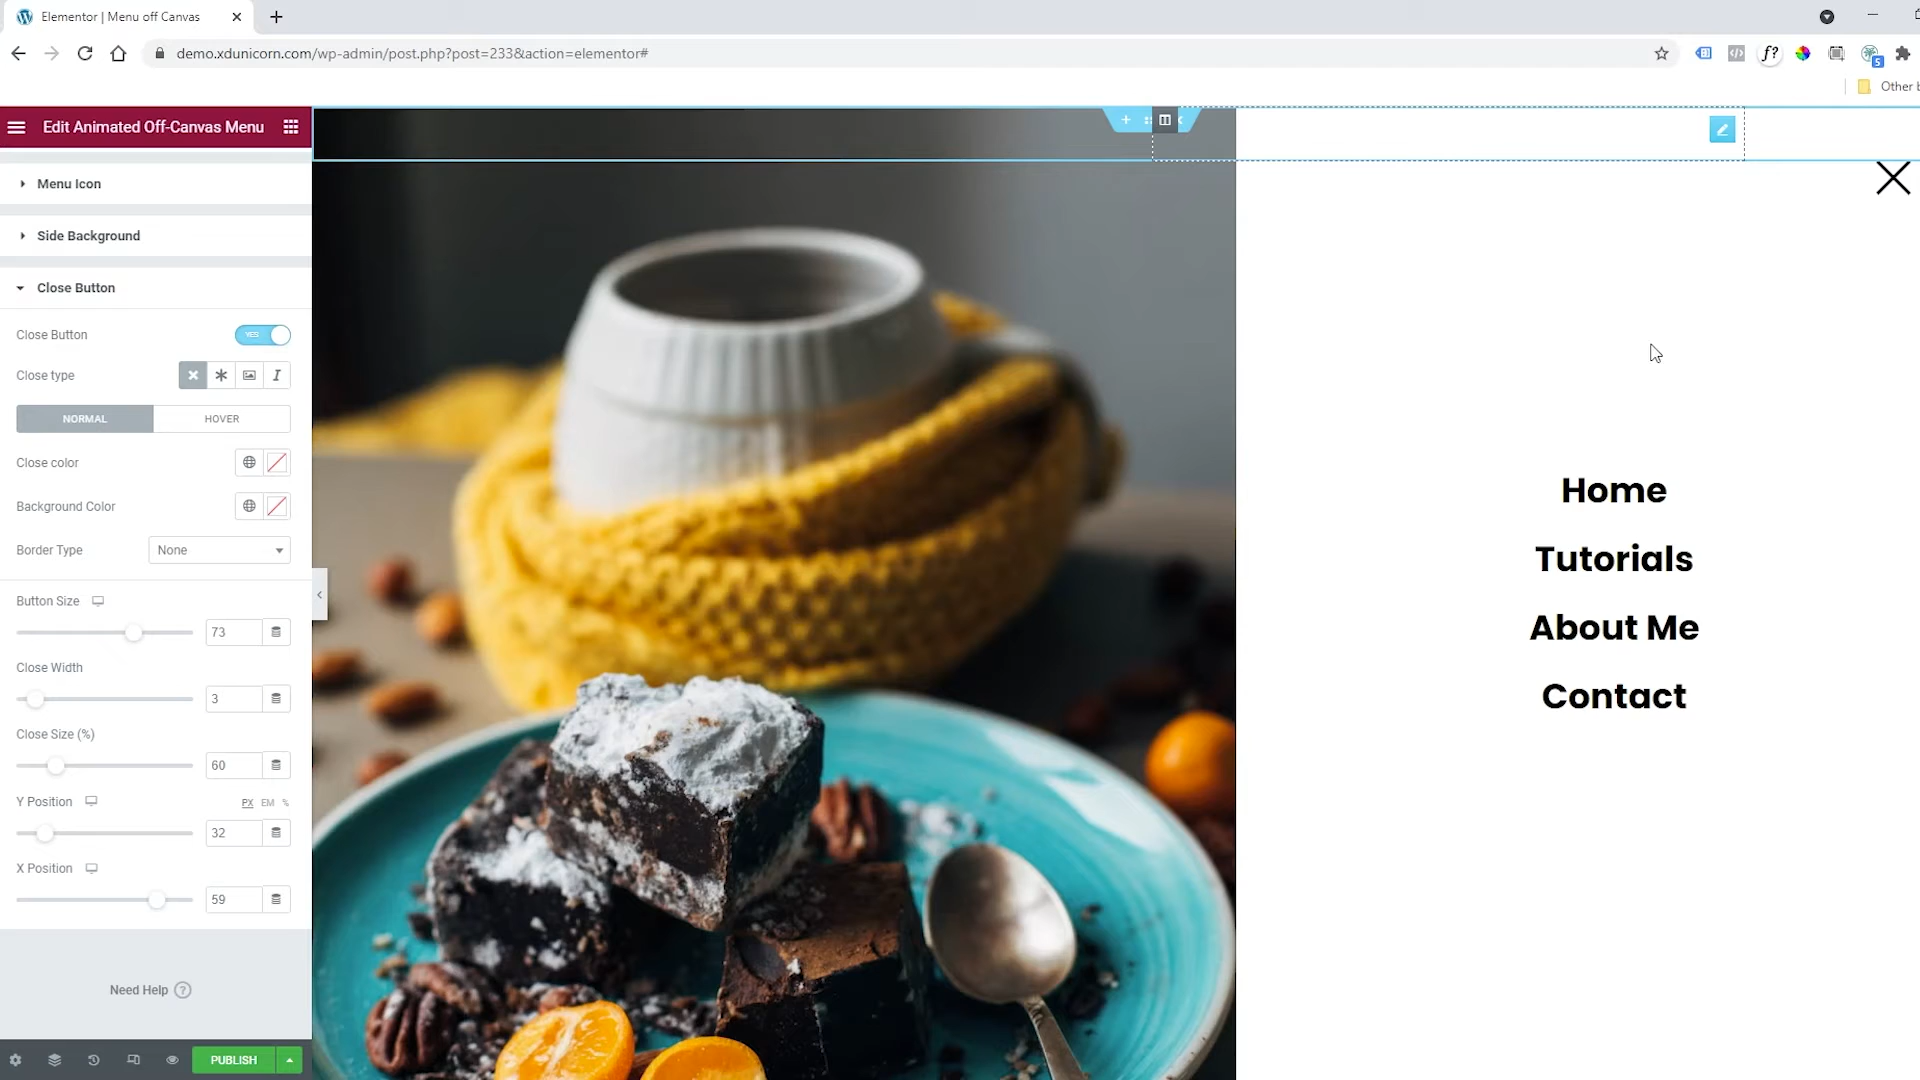 Elementor | Menu off Canvas
demo.xdunicorn.com/wp-admin/post.php?post=233&action=elementor#
f?
5
Other b
Edit Animated Off-Canvas Menu
Menu Icon
Side Background
Close Button
Close Button
YES
Close type
NORMAL
HOVER
Close color
Background Color
Border Type
None
Button Size
73
Close Width
3
Close Size (%)
60
Y Position
PX EM %
32
X Position
59
Need Help
PUBLISH
Home
Tutorials
About Me
Contact